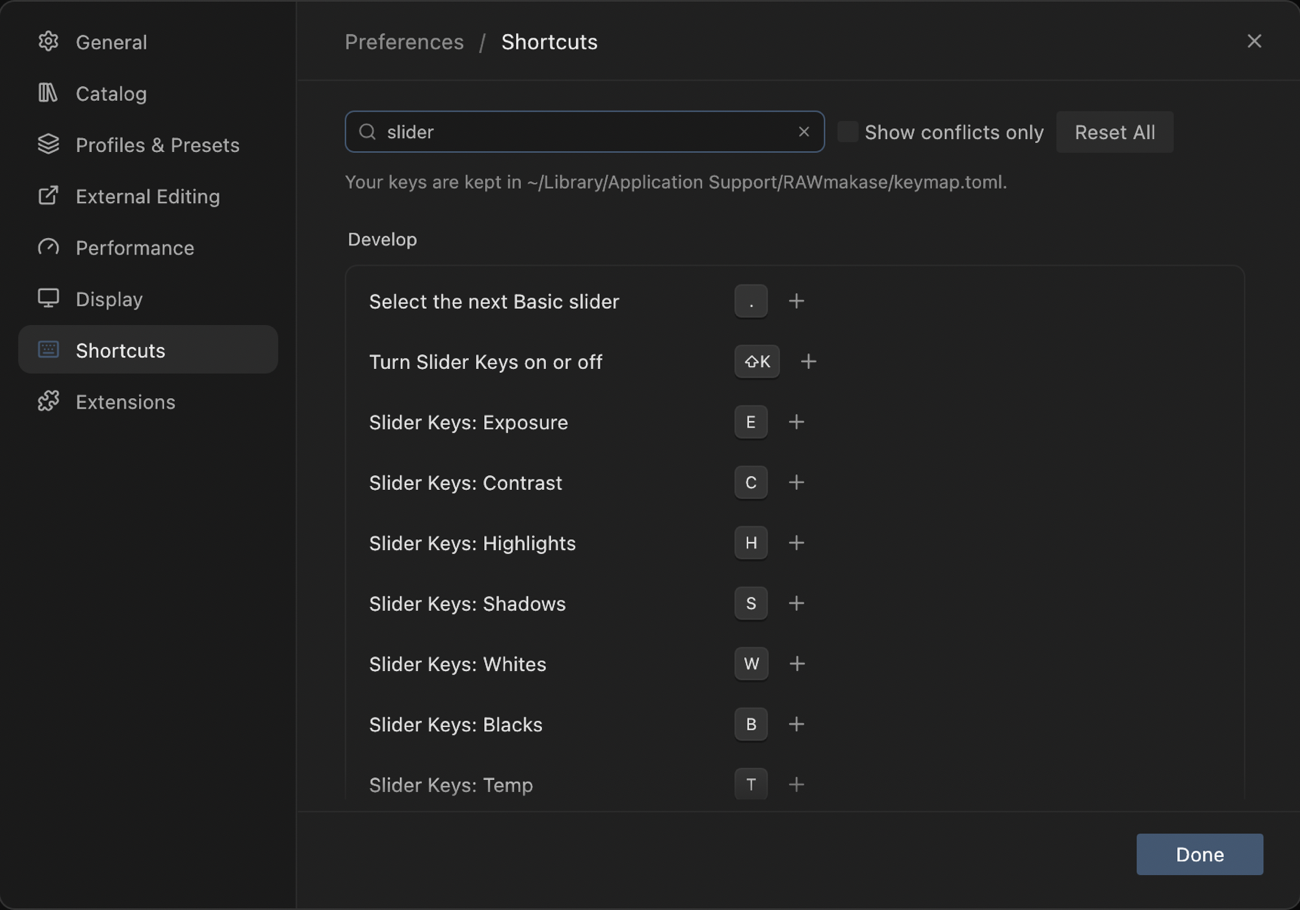 General
Catalog
Profiles & Presets
External Editing
Performance
Display
Shortcuts
Extensions
Preferences / Shortcuts
slider
Show conflicts only
Reset All
Your keys are kept in ~/Library/Application Support/RAWmakase/keymap.toml.
Develop
Select the next Basic slider .
Turn Slider Keys on or off ⇧K
Slider Keys: Exposure E
Slider Keys: Contrast C
Slider Keys: Highlights H
Slider Keys: Shadows S
Slider Keys: Whites W
Slider Keys: Blacks B
Slider Keys: Temp T
Done